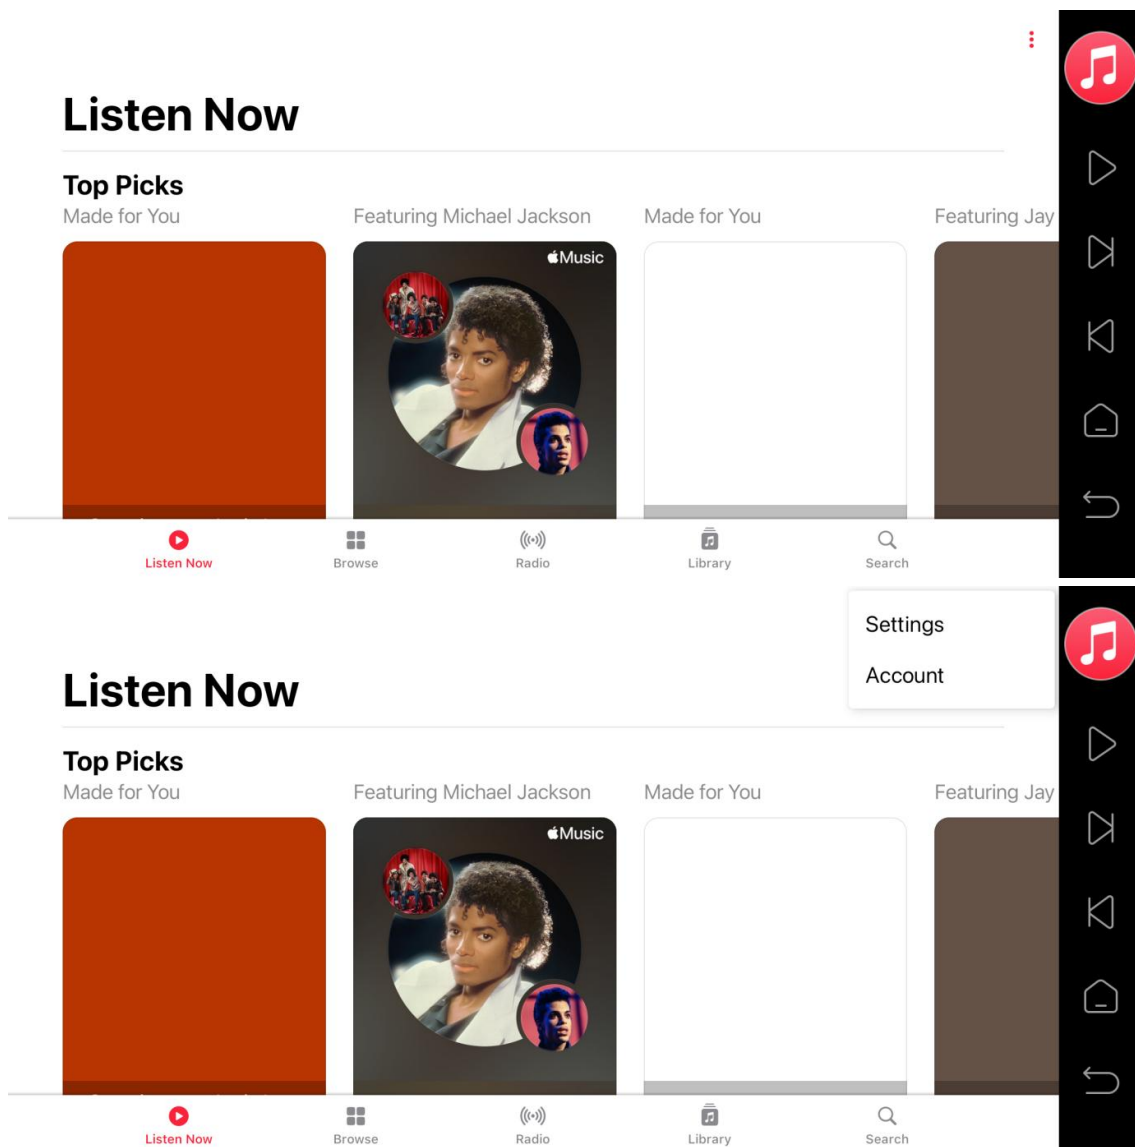 Listen Now
Top Picks
Made for You
Featuring Michael Jackson
Made for You
Featuring Jay
Music
Listen Now
Browse
Radio
Library
Search
Settings
Account
Listen Now
Top Picks
Made for You
Featuring Michael Jackson
Made for You
Featuring Jay
Music
Listen Now
Browse
Radio
Library
Search